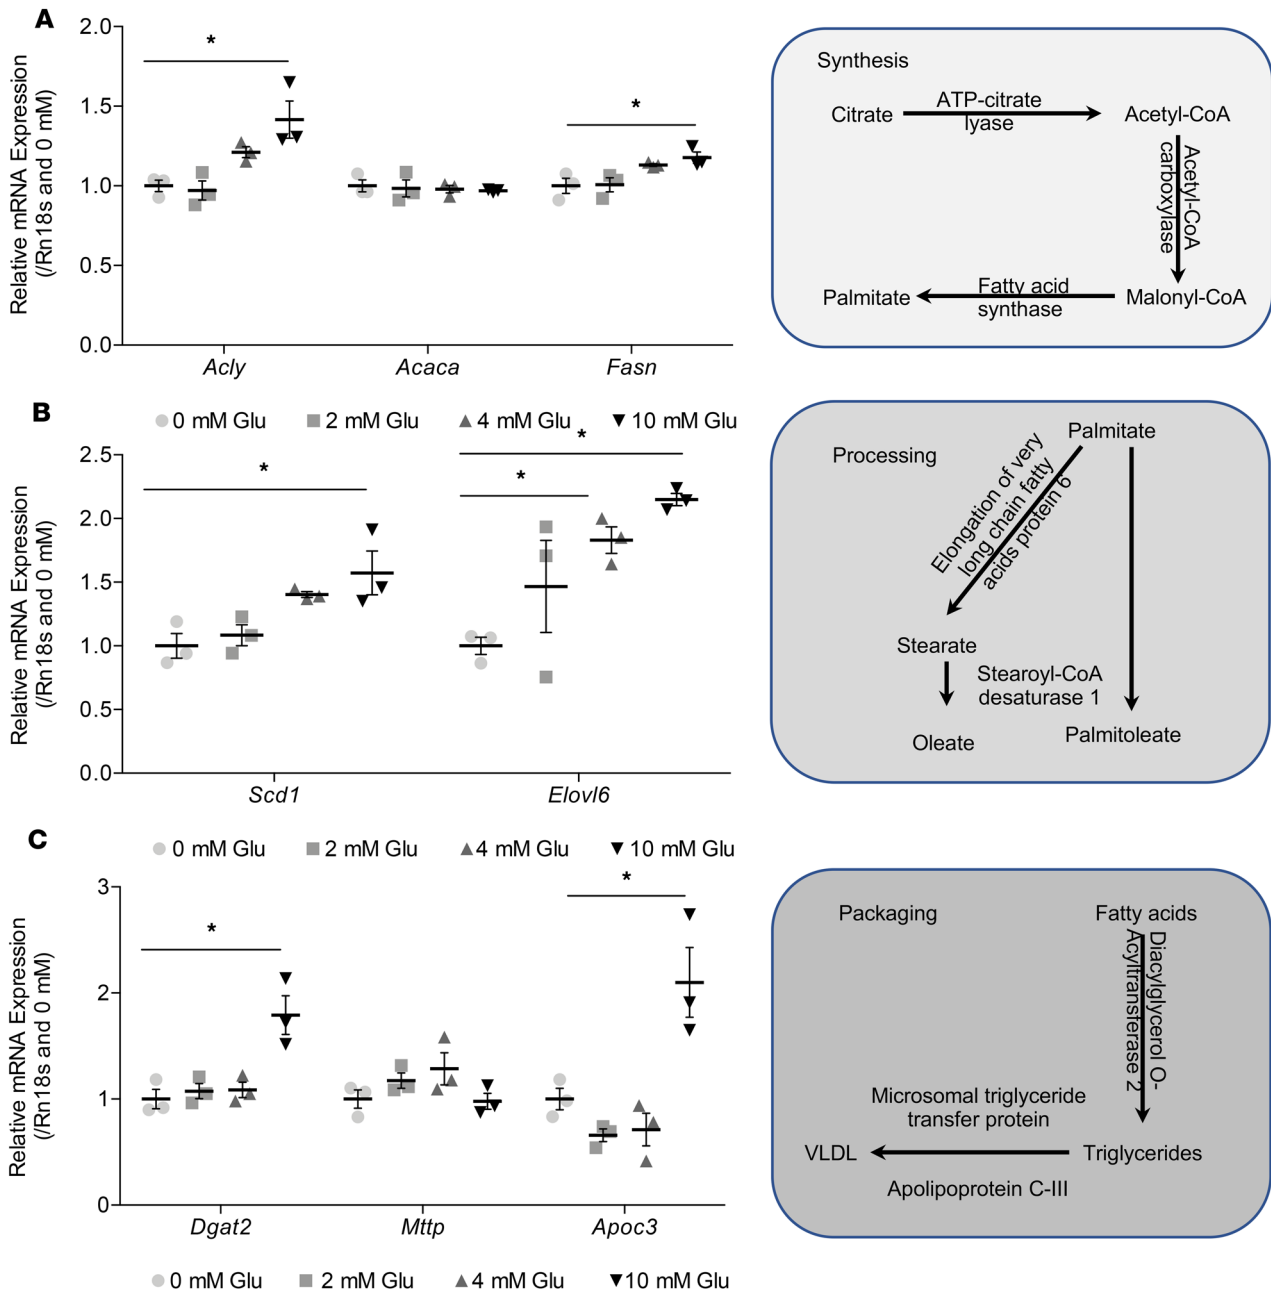 A
Relative mRNA Expression
(/Rn18s and 0 mM)
2.0
1.5
1.0
0.5
0.0
*
*
Acly
Acaca
Fasn
0 mM Glu
2 mM Glu
4 mM Glu
10 mM Glu
Synthesis
Citrate
ATP-citrate
lyase
Acetyl-CoA
Acetyl-CoA
carboxylase
Malonyl-CoA
Fatty acid
synthase
Palmitate
B
Relative mRNA Expression
(/Rn18s and 0 mM)
2.5
2.0
1.5
1.0
0.5
0.0
*
*
*
Scd1
Elovl6
0 mM Glu
2 mM Glu
4 mM Glu
10 mM Glu
Processing
Palmitate
Elongation of very
long chain fatty
acids protein 6
Stearate
Stearoyl-CoA
desaturase 1
Oleate
Palmitoleate
C
Relative mRNA Expression
(/Rn18s and 0 mM)
3
2
1
0
*
*
Dgat2
Mttp
Apoc3
0 mM Glu
2 mM Glu
4 mM Glu
10 mM Glu
Packaging
Fatty acids
Diacylglycerol O-
Acyltransferase 2
Microsomal triglyceride
transfer protein
VLDL
Triglycerides
Apolipoprotein C-III